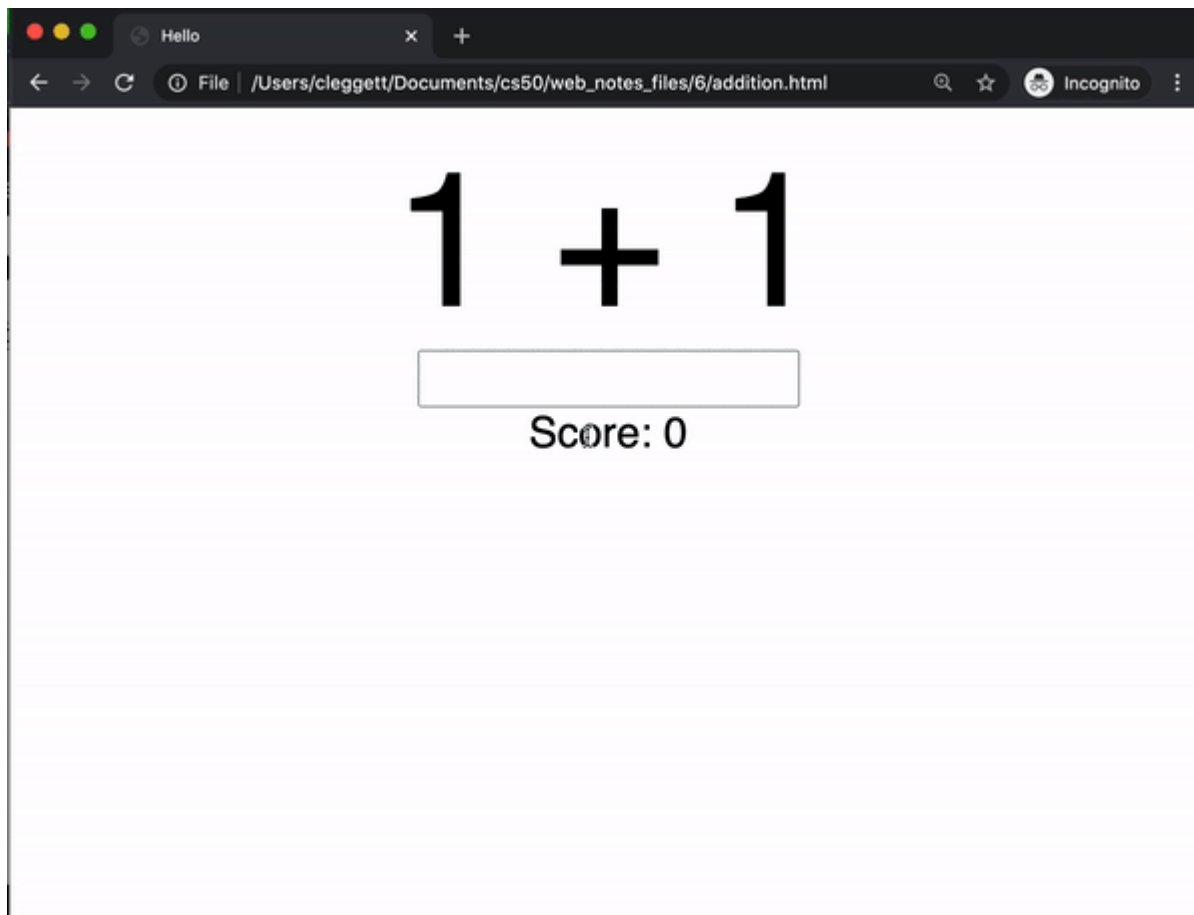 Hello
File /Users/cleggett/Documents/cs50/web_notes_files/6/addition.html Incognito
1 + 1
Score: 0